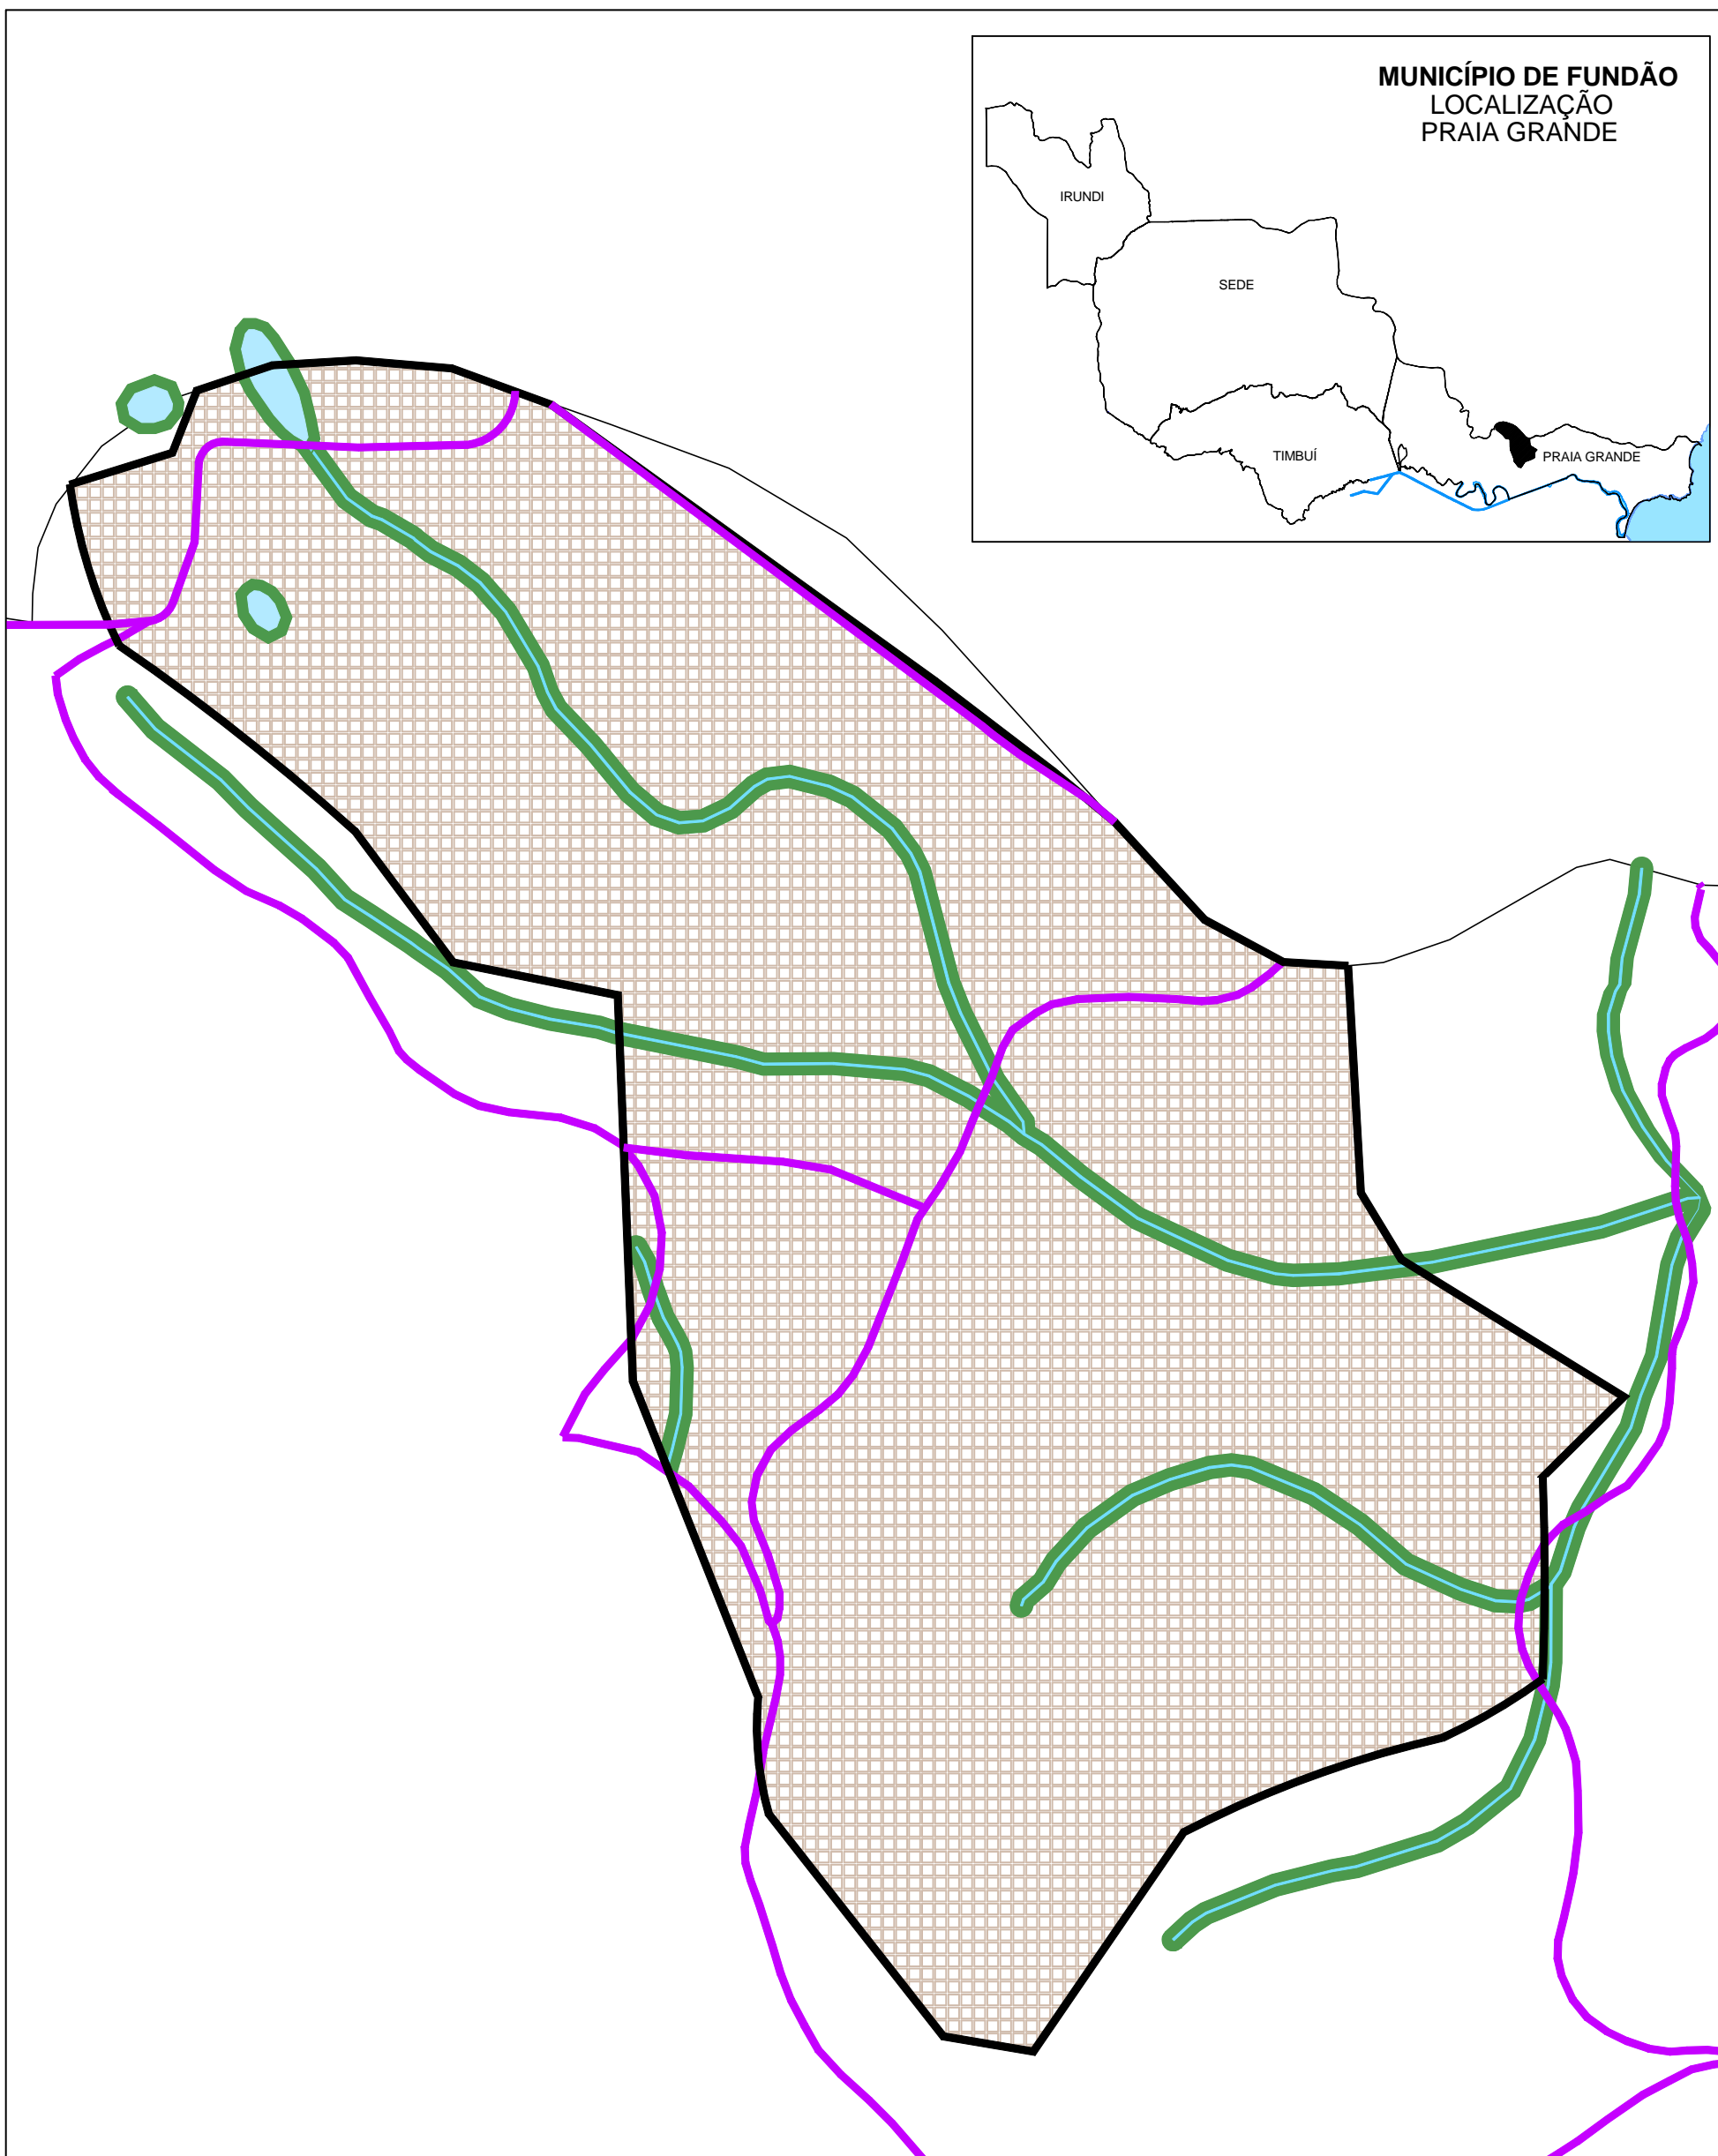 MUNICÍPIO DE FUNDÃO
LOCALIZAÇÃO
PRAIA GRANDE
IRUNDI
SEDE
TIMBUÍ
PRAIA GRANDE